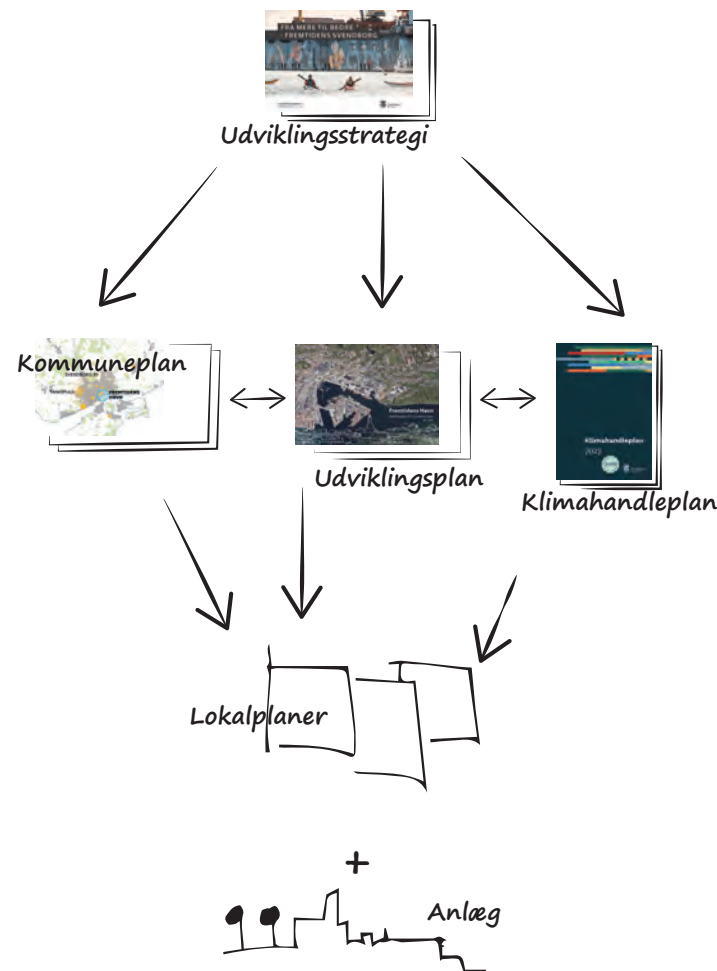 FRA MERE TIL BEDRE -
FREMTIDENS SVENDBORG
Udviklingsstrategi
Kommuneplan
FREMTIDENS
HAVN
Fremtidens Havn
Udviklingsplan
Klimahandleplan
2023
Klimahandleplan
Lokalplaner
+
Anlæg